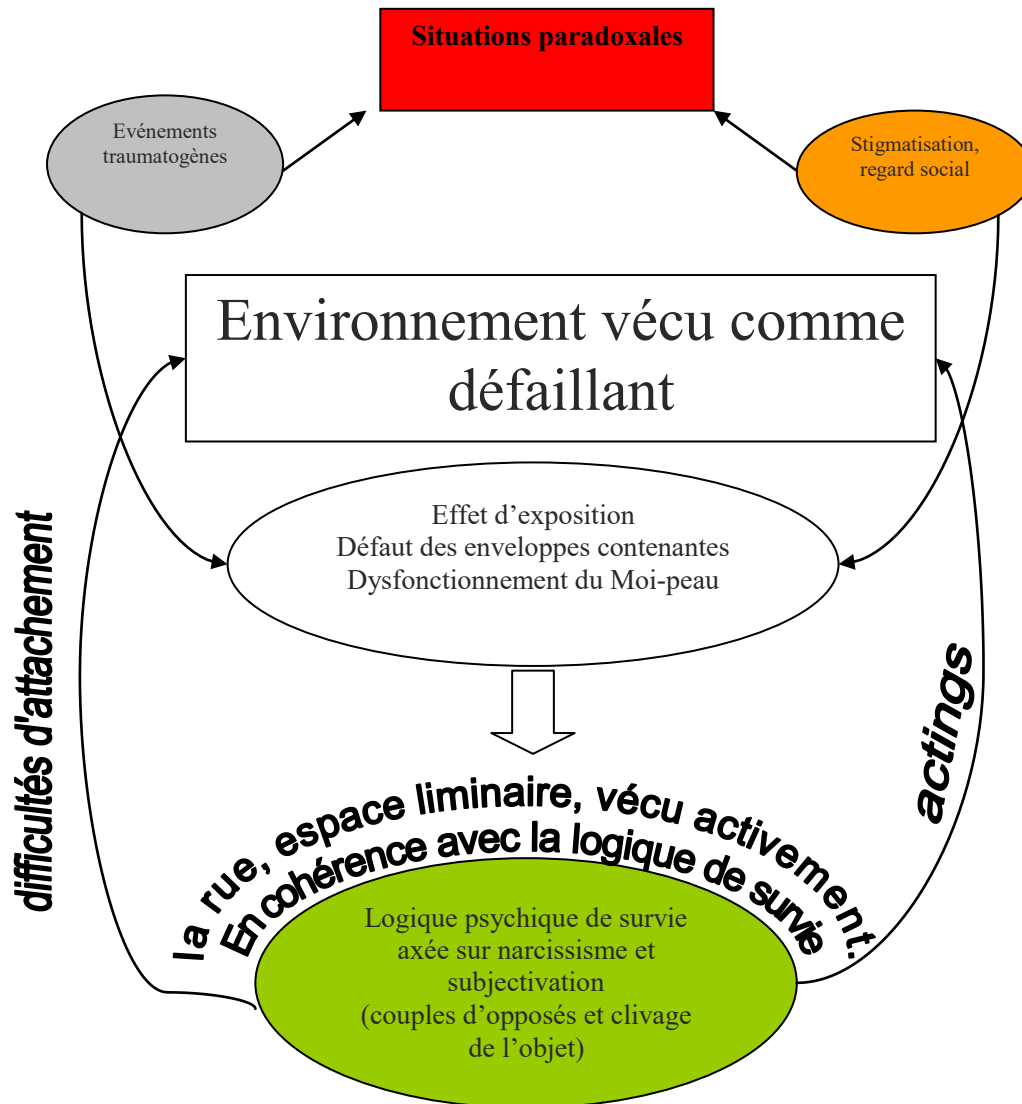 Situations paradoxales
Evénements
traumatogènes
Stigmatisation,
regard social
Environnement vécu comme
défaillant
Effet d’exposition
Défaut des enveloppes contenantes
Dysfonctionnement du Moi-peau
difficultés d'attachement
actings
la rue, espace liminaire, vécu activement.
En cohérence avec la logique de survie
Logique psychique de survie
axée sur narcissisme et
subjectivation
(couples d’opposés et clivage
de l’objet)